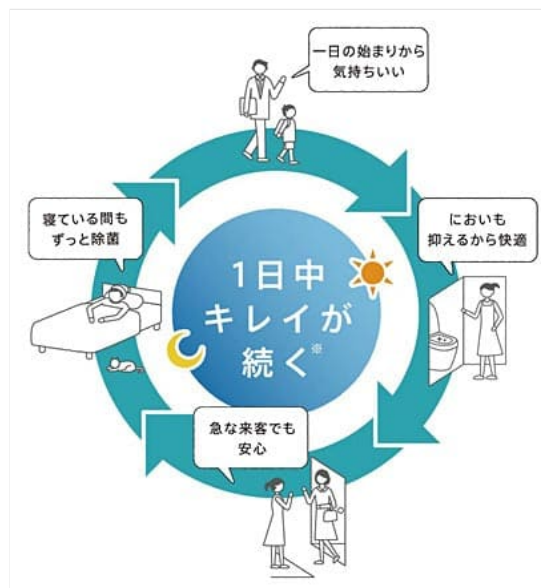 一日の始まりから
気持ちいい
寝ている間も
ずっと除菌
においも
抑えるから快適
1日中
キレイが
続く※
急な来客でも
安心